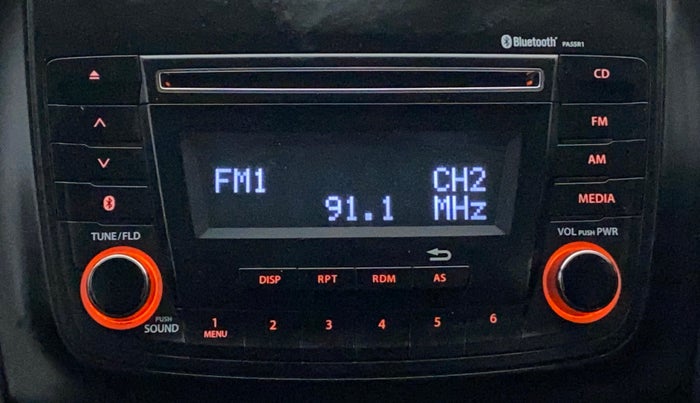 Bluetooth PASSR1
CD
FM
AM
MEDIA
FM1 CH2
91.1 MHz
TUNE/FLD
VOL PUSH PWR
DISP RPT RDM AS
PUSH
SOUND
1 2 3 4 5 6
MENU